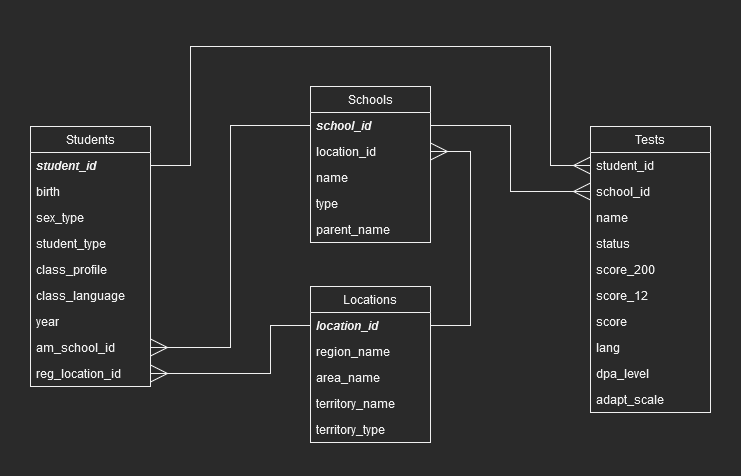 Students
student_id
birth
sex_type
student_type
class_profile
class_language
year
am_school_id
reg_location_id
Schools
school_id
location_id
name
type
parent_name
Locations
location_id
region_name
area_name
territory_name
territory_type
Tests
student_id
school_id
name
status
score_200
score_12
score
lang
dpa_level
adapt_scale